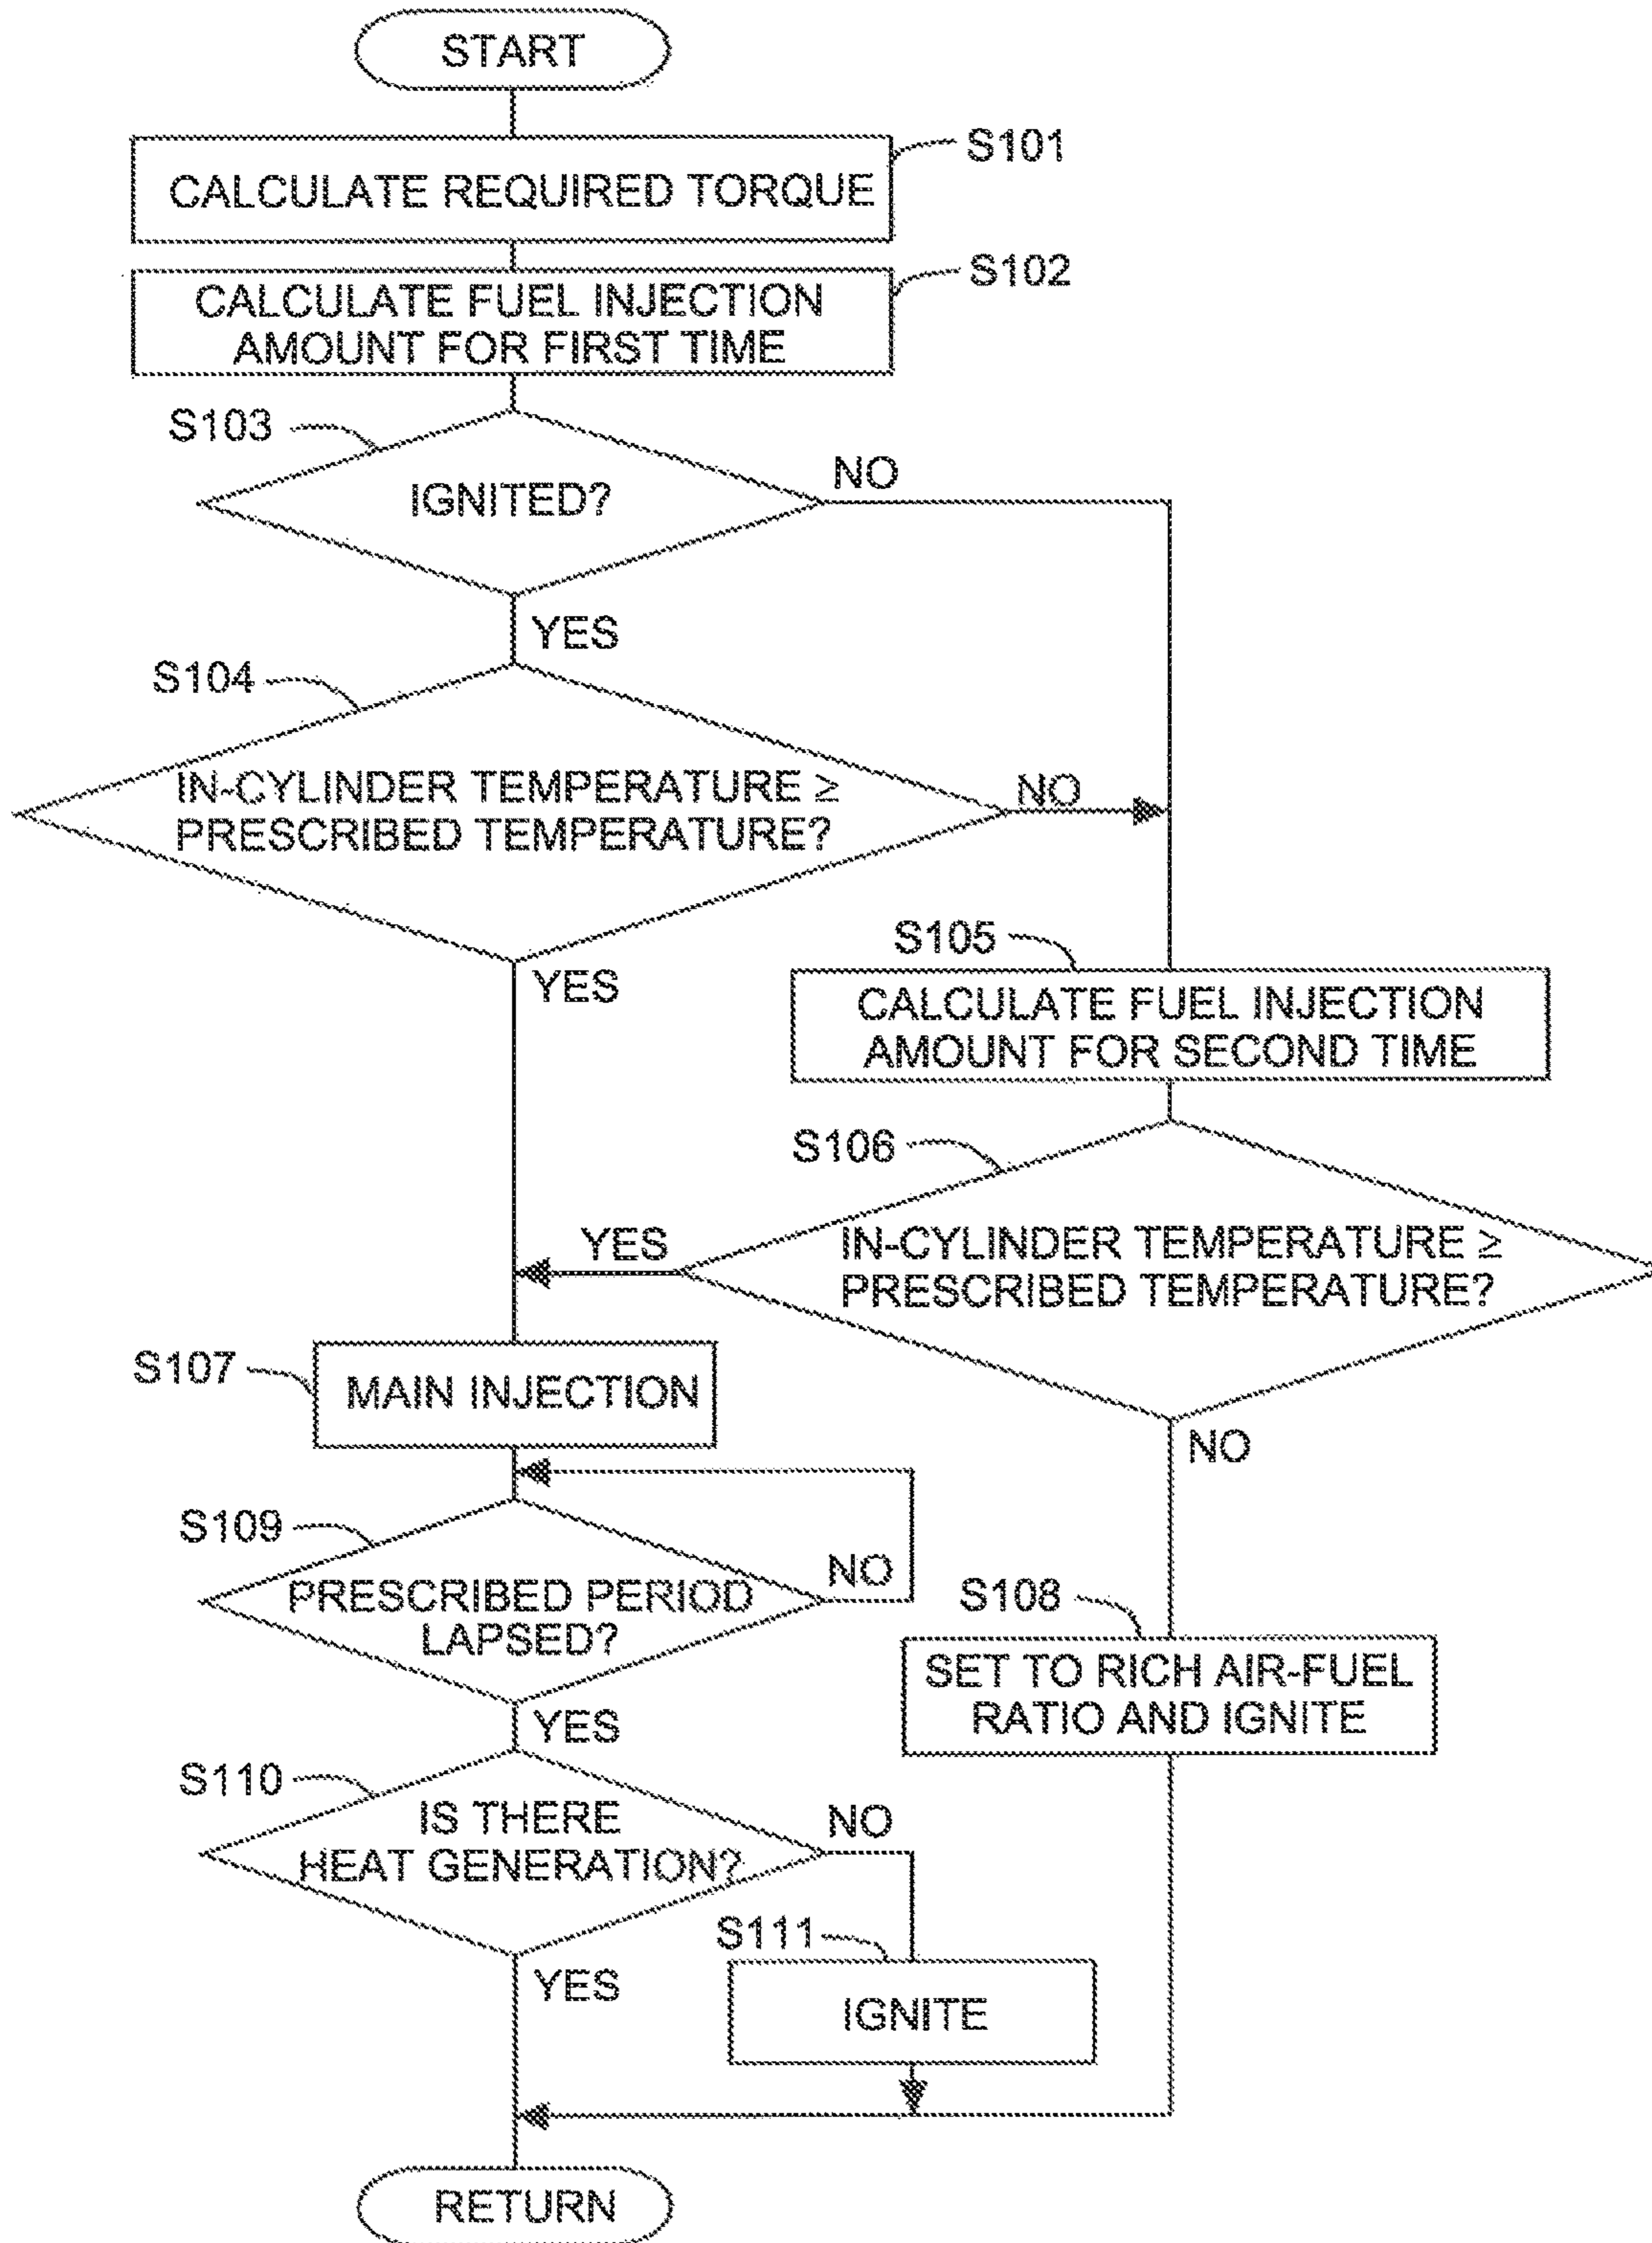 START
S101
CALCULATE REQUIRED TORQUE
S102
CALCULATE FUEL INJECTION
AMOUNT FOR FIRST TIME
S103
NO
IGNITED?
YES
S104
IN-CYLINDER TEMPERATURE ≥
PRESCRIBED TEMPERATURE?
NO
YES
S105
CALCULATE FUEL INJECTION
AMOUNT FOR SECOND TIME
S106
YES
IN-CYLINDER TEMPERATURE ≥
PRESCRIBED TEMPERATURE?
NO
S107
MAIN INJECTION
S109
NO
PRESCRIBED PERIOD
LAPSED?
YES
S108
SET TO RICH AIR-FUEL
RATIO AND IGNITE
S110
IS THERE
HEAT GENERATION?
NO
YES
S111
IGNITE
RETURN